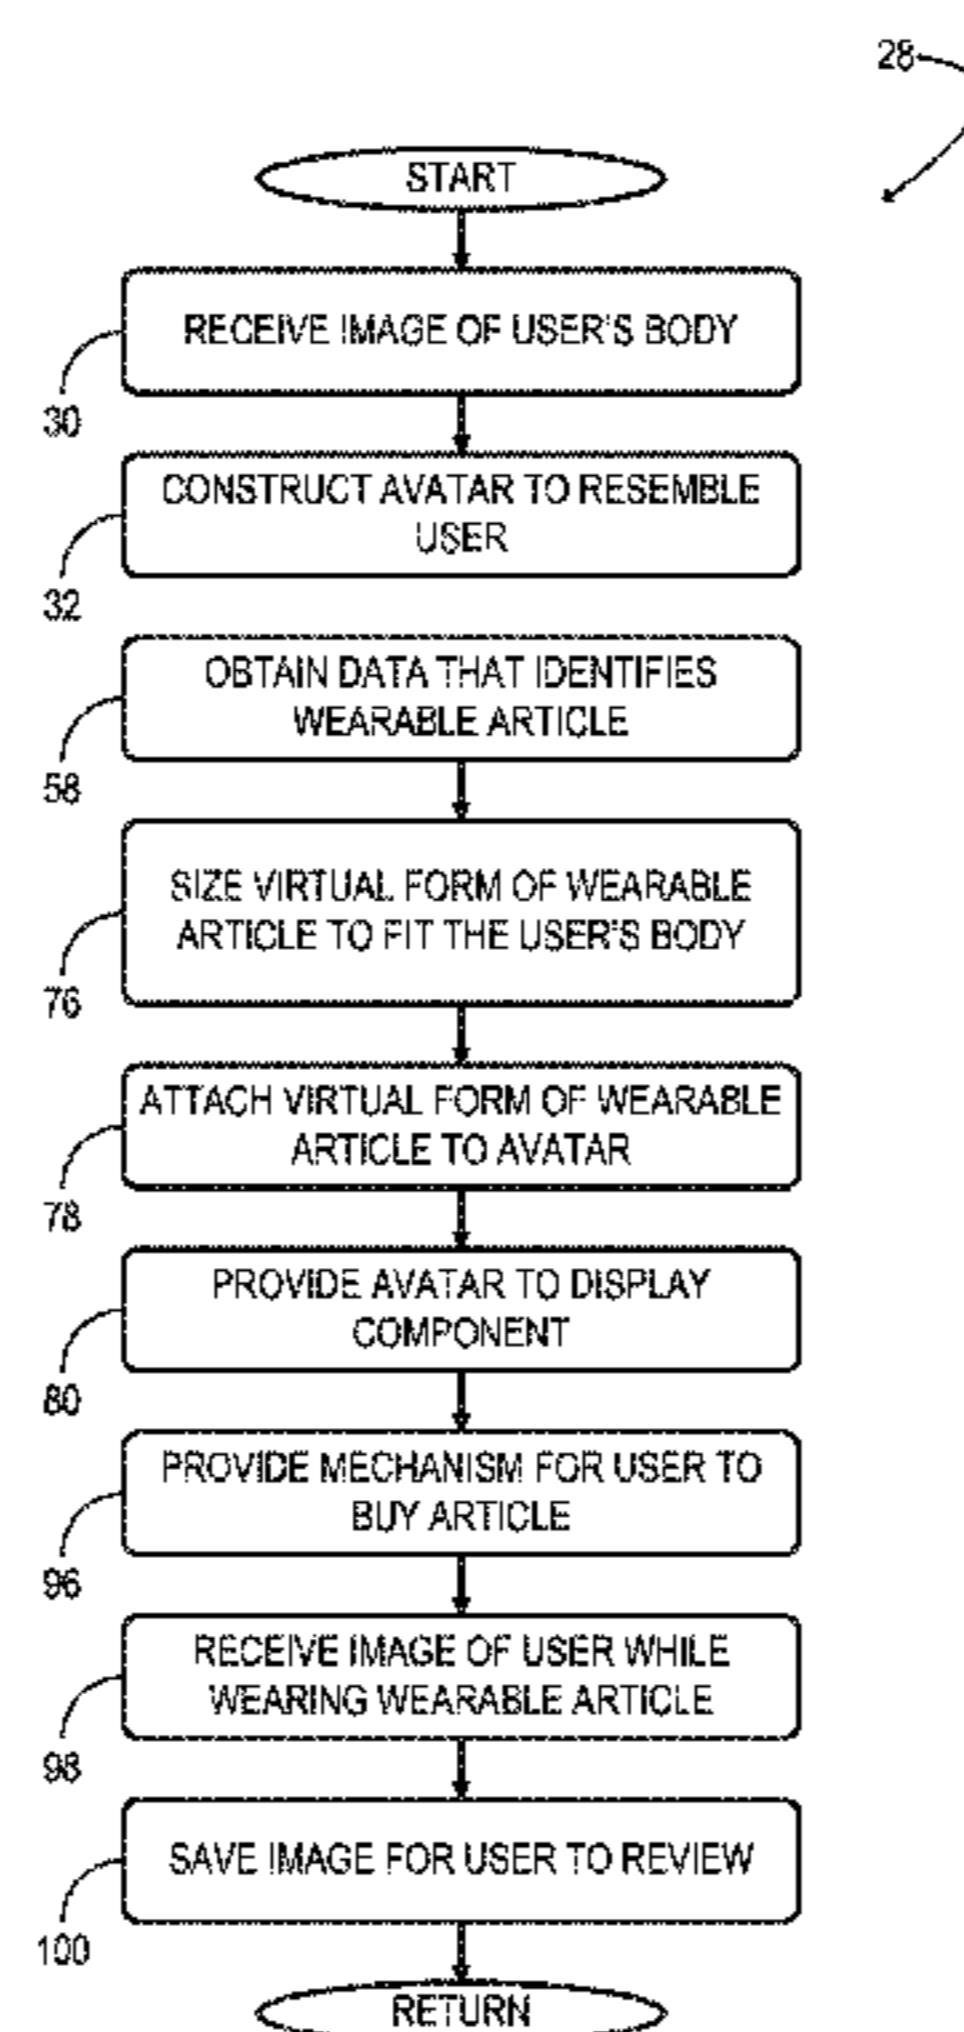 28
START
RECEIVE IMAGE OF USER'S BODY
30
CONSTRUCT AVATAR TO RESEMBLE
USER
32
OBTAIN DATA THAT IDENTIFIES
WEARABLE ARTICLE
58
SIZE VIRTUAL FORM OF WEARABLE
ARTICLE TO FIT THE USER'S BODY
76
ATTACH VIRTUAL FORM OF WEARABLE
ARTICLE TO AVATAR
78
PROVIDE AVATAR TO DISPLAY
COMPONENT
80
PROVIDE MECHANISM FOR USER TO
BUY ARTICLE
96
RECEIVE IMAGE OF USER WHILE
WEARING WEARABLE ARTICLE
98
SAVE IMAGE FOR USER TO REVIEW
100
RETURN